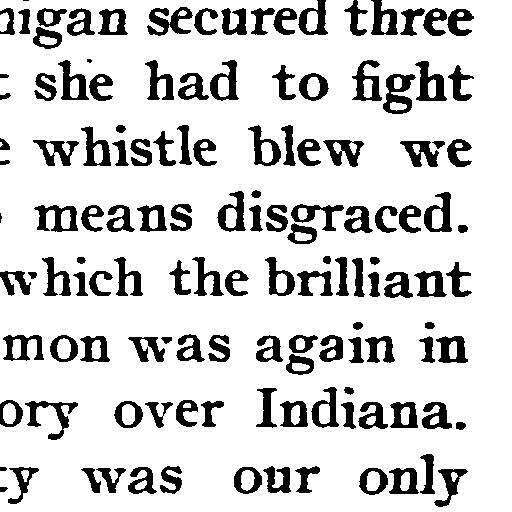 higan secured three
t she had to fight
e whistle blew we
means disgraced.
which the brilliant
mon was again in
ory over Indiana.
ty was our only